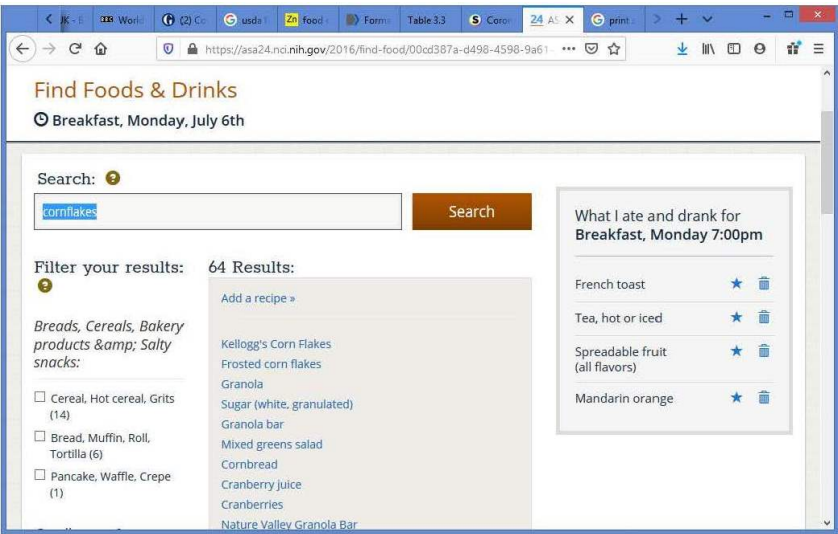 JK - E
World
(2) Co
usda
Zn food
Forms
Table 3.3
S Coron
24 AS
print
https://asa24.nci.nih.gov/2016/find-food/00cd387a-d498-4598-9a61-
Find Foods & Drinks
Breakfast, Monday, July 6th
Search: ?
cornflakes
Search
Filter your results:
?
Breads, Cereals, Bakery
products &amp; Salty
snacks:
Cereal, Hot cereal, Grits
(14)
Bread, Muffin, Roll,
Tortilla (6)
Pancake, Waffle, Crepe
(1)
64 Results:
Add a recipe »
Kellogg's Corn Flakes
Frosted corn flakes
Granola
Sugar (white, granulated)
Granola bar
Mixed greens salad
Cornbread
Cranberry juice
Cranberries
Nature Valley Granola Bar
What I ate and drank for
Breakfast, Monday 7:00pm
French toast
Tea, hot or iced
Spreadable fruit
(all flavors)
Mandarin orange